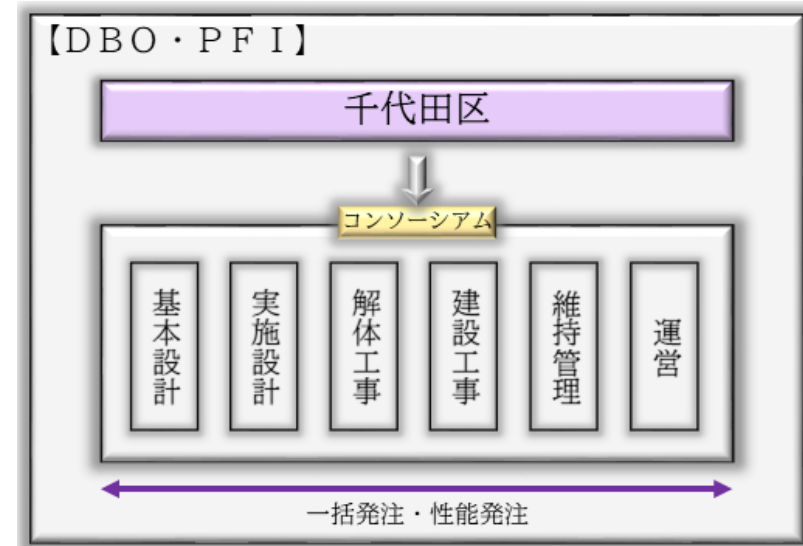 【ＤＢＯ・ＰＦＩ】
千代田区
コンソーシアム
基本設計
実施設計
解体工事
建設工事
維持管理
運営
一括発注・性能発注